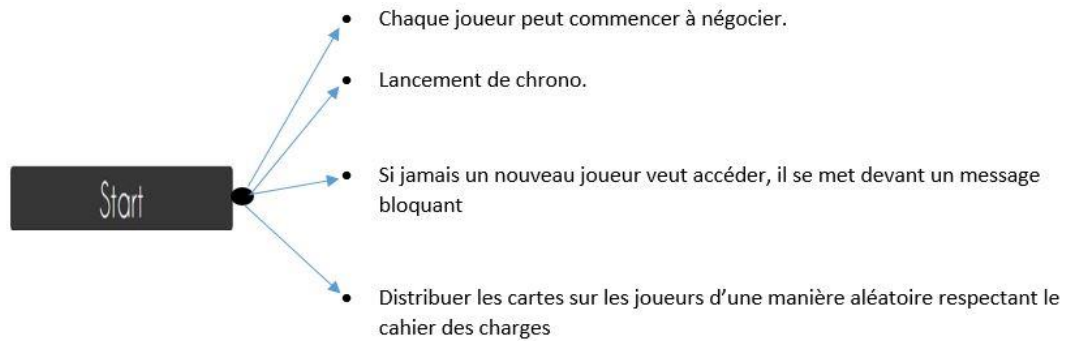 • Chaque joueur peut commencer à négocier.
• Lancement de chrono.
Start
• Si jamais un nouveau joueur veut accéder, il se met devant un message
bloquant
• Distribuer les cartes sur les joueurs d’une manière aléatoire respectant le
cahier des charges